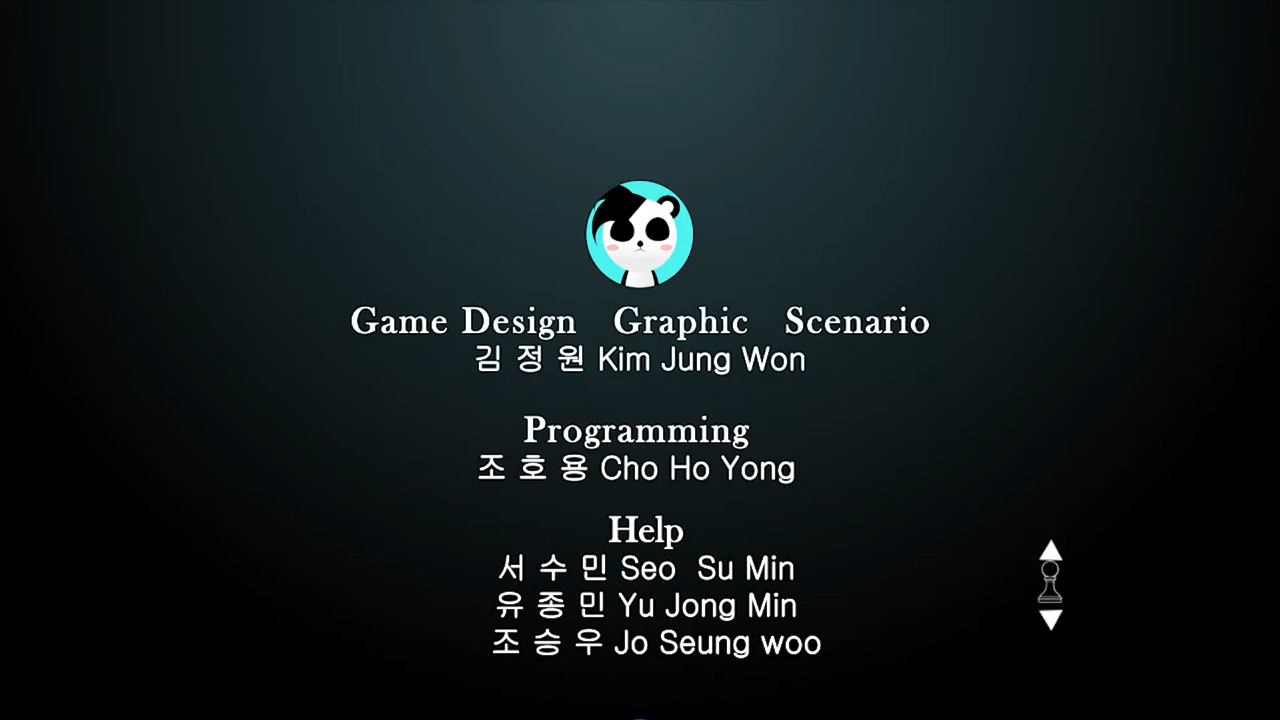 Game Design Graphic Scenario
김 정 원 Kim Jung Won
Programming
조 호 용 Cho Ho Yong
Help
서 수 민 Seo Su Min
유 종 민 Yu Jong Min
조 승 우 Jo Seung woo